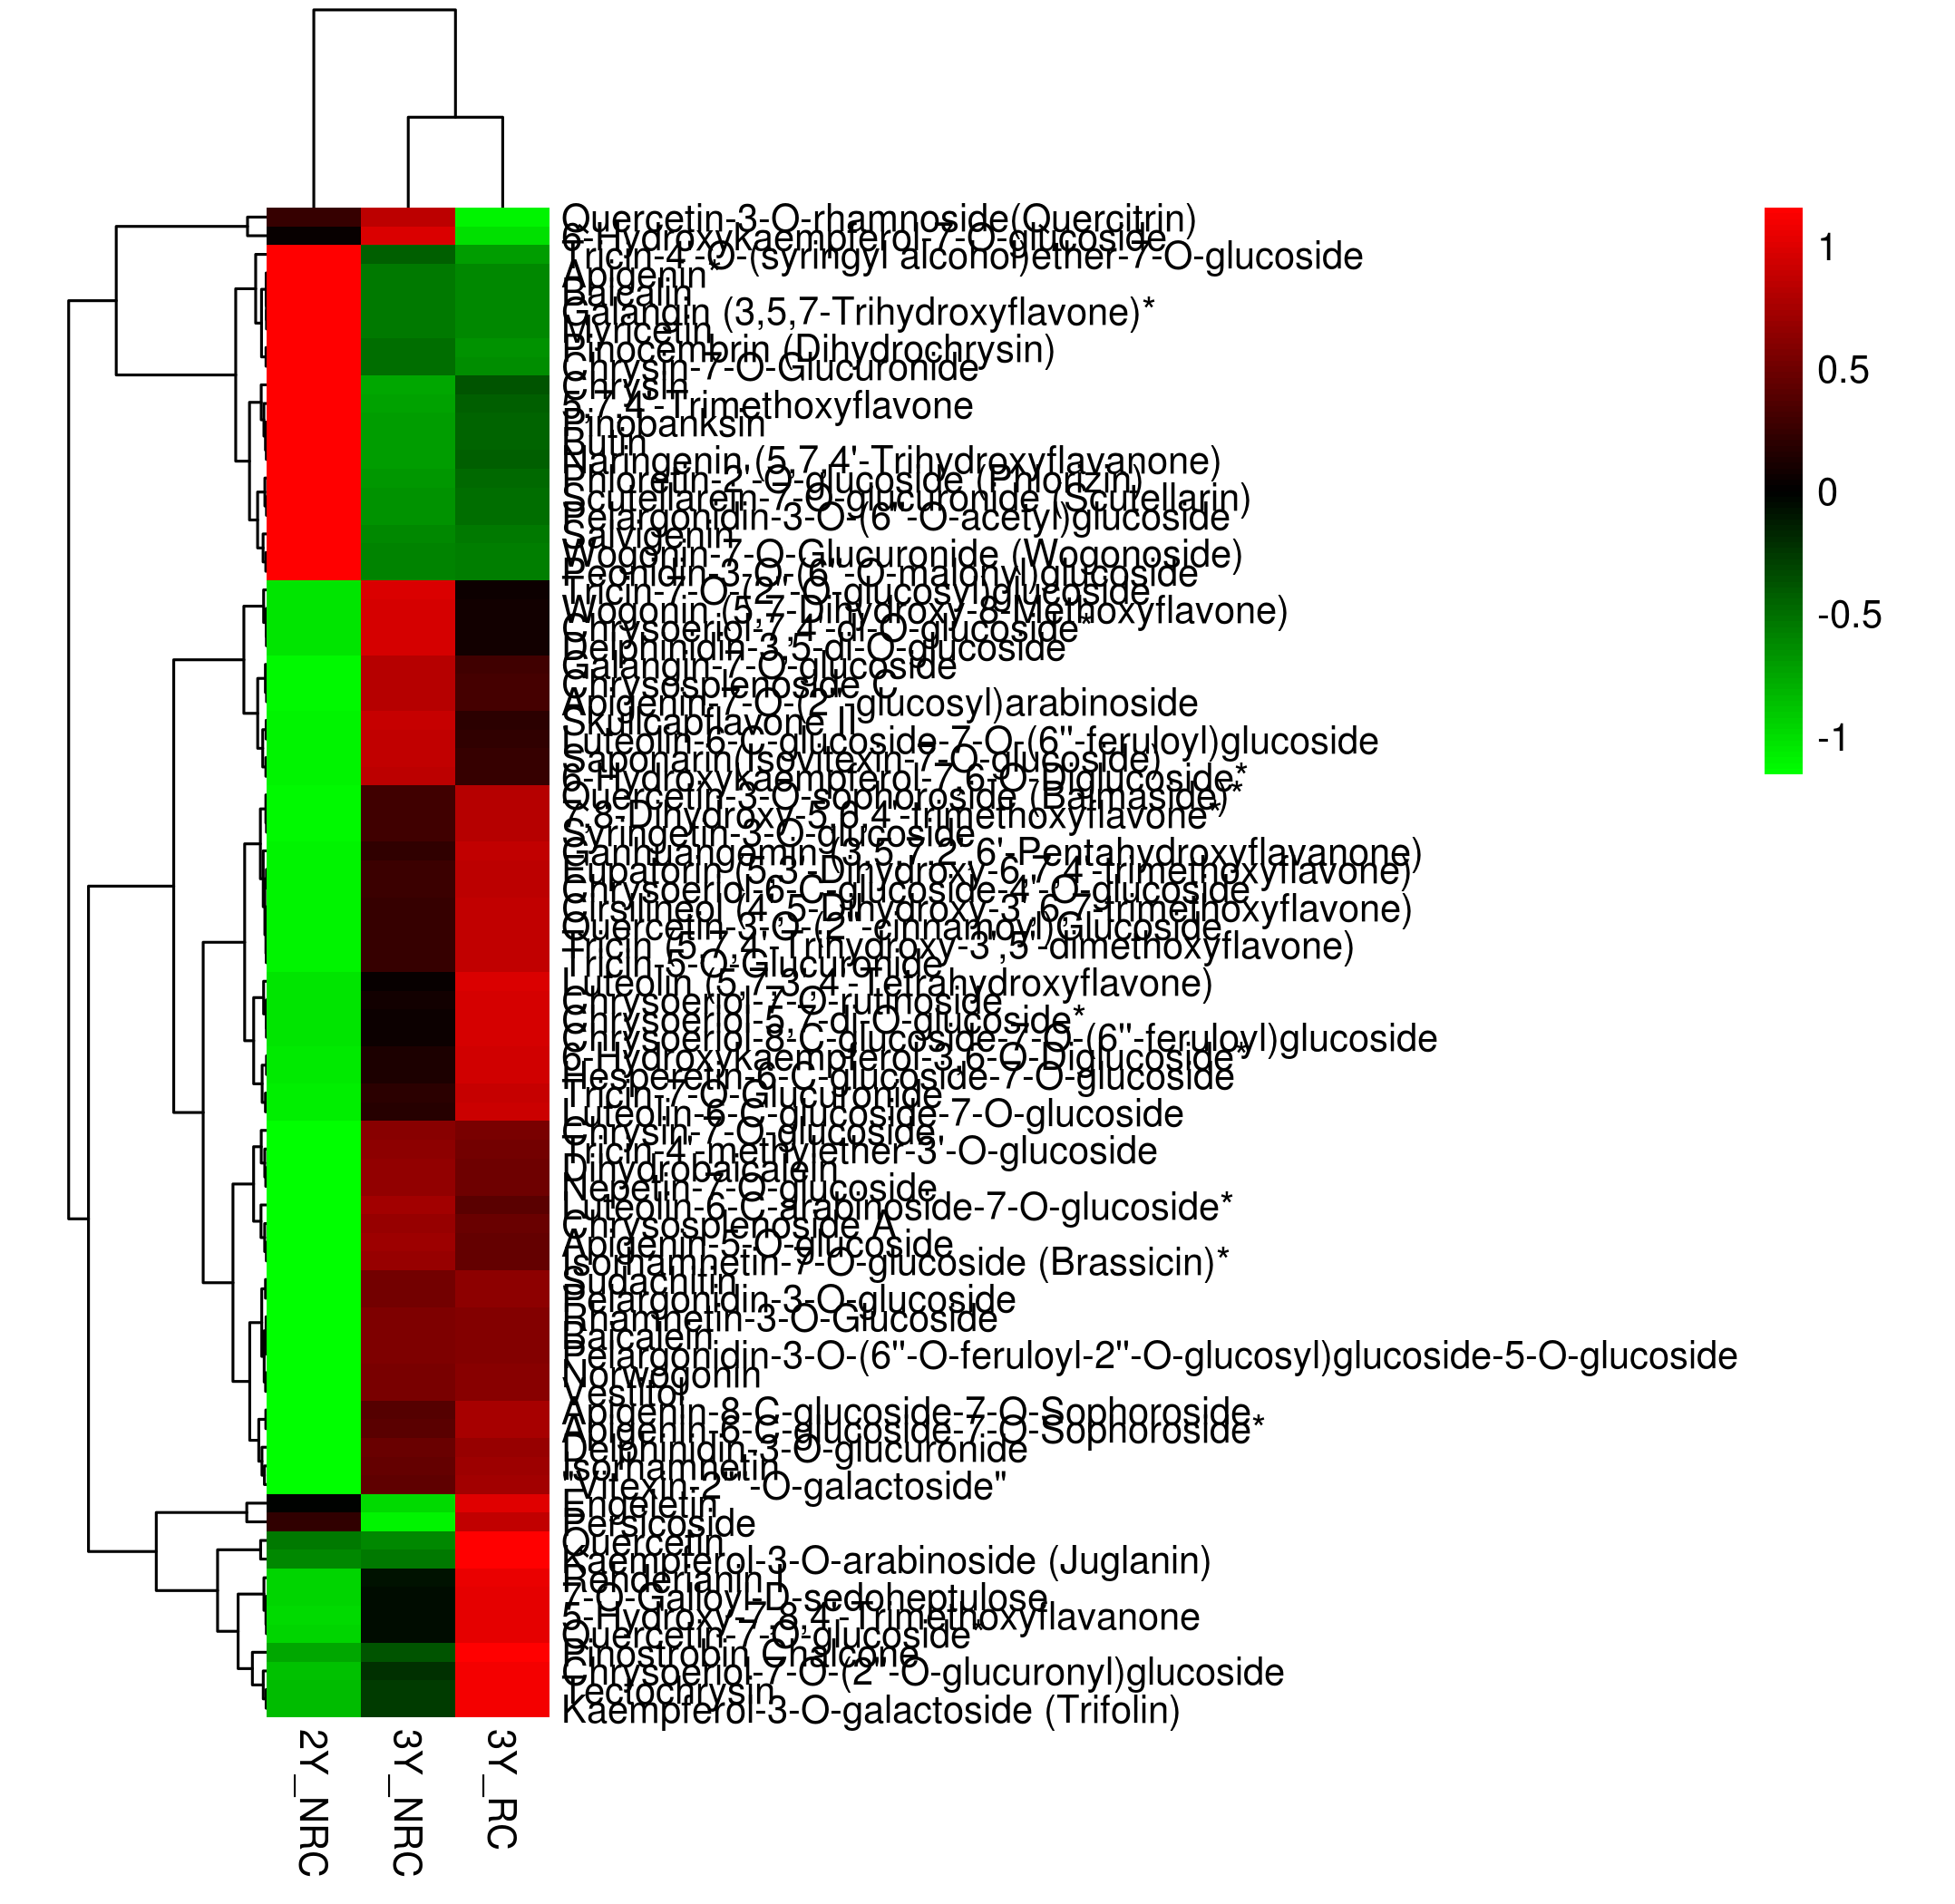 Quercetin-3-O-rhamnoside(Quercitrin)
6-Hydroxykaempferol-7-O-glucoside
Tricin-4'-O-(syringyl alcohol)ether-7-O-glucoside
Apigenin*
Baicalin
Galangin (3,5,7-Trihydroxyflavone)*
Myricetin
Pinocembrin (Dihydrochrysin)
Chrysin-7-O-Glucuronide
Chrysin
5,7,4'-Trimethoxyflavone
Pinobanksin
Butin
Naringenin (5,7,4'-Trihydroxyflavanone)
Phloretin-2'-O-glucoside (Phlorizin)
Scutellarein-7-O-glucuronide (Scutellarin)
Pelargonidin-3-O-(6"-O-acetyl)glucoside
Salvigenin
Wogonin-7-O-Glucuronide (Wogonoside)
Peonidin-3-O-(6"-O-malonyl)glucoside
Tricin-7-O-(2"-O-glucosyl)glucoside
Wogonin (5,7-Dihydroxy-8-Methoxyflavone)
Chrysoeriol-7,4'-di-O-glucoside*
Delphinidin-3,5-di-O-glucoside
Galangin-7-O-glucoside
Chrysosplenoside C
Apigenin-7-O-(2"-glucosyl)arabinoside
Skullcapflavone II
Luteolin-6-C-glucoside-7-O-(6"-feruloyl)glucoside
Saponarin(Isovitexin-7-O-glucoside)
6-Hydroxykaempferol-7,6-O-Diglucoside*
Quercetin-3-O-sophoroside (Baimaside)*
7,8-Dihydroxy-5,6,4'-trimethoxyflavone*
Syringetin-3-O-glucoside
Ganhuangemin (3,5,7,2',6'-Pentahydroxyflavanone)
Eupatorin (5,3'-Dihydroxy-6,7,4'-trimethoxyflavone)
Chrysoeriol-6-C-glucoside-4'-O-glucoside
Cirsilineol (4',5-Dihydroxy-3',6,7-trimethoxyflavone)
Quercetin-3-O-(2"-cinnamoyl)Glucoside
Tricin (5,7,4'-Trihydroxy-3',5'-dimethoxyflavone)
Tricin-5-O-Glucuronide
Luteolin (5,7,3',4'-Tetrahydroxyflavone)
Chrysoeriol-7-O-rutinoside
Chrysoeriol-5,7-di-O-glucoside*
Chrysoeriol-8-C-glucoside-7-O-(6"-feruloyl)glucoside
6-Hydroxykaempferol-3,6-O-Diglucoside*
Hesperetin-6-C-glucoside-7-O-glucoside
Tricin-7-O-Glucuronide
Luteolin-6-C-glucoside-7-O-glucoside
Chrysin-7-O-glucoside
Tricin-4'-methylether-3'-O-glucoside
Dihydrobaicalein
Nepetin-7-O-glucoside
Luteolin-6-C-arabinoside-7-O-glucoside*
Chrysosplenoside A
Apigenin-5-O-glucoside
Isorhamnetin-7-O-glucoside (Brassicin)*
Sudachitin
Pelargonidin-3-O-glucoside
Rhamnetin-3-O-Glucoside
Baicalein
Pelargonidin-3-O-(6"-O-feruloyl-2"-O-glucosyl)glucoside-5-O-glucoside
Norwogonin
Vestitol
Apigenin-8-C-glucoside-7-O-Sophoroside
Apigenin-6-C-glucoside-7-O-Sophoroside*
Delphinidin-3-O-glucuronide
Isorhamnetin
"Vitexin-2""-O-galactoside"
Engeletin
Persicoside
Quercetin
Kaempferol-3-O-arabinoside (Juglanin)
Rehderianin I
7-O-Galloyl-D-sedoheptulose
5-Hydroxy-7,8,4'-Trimethoxyflavanone
Quercetin-7-O-glucoside*
Pinostrobin Chalcone
Chrysoeriol-7-O-(2"-O-glucuronyl)glucoside
Tectochrysin
Kaempferol-3-O-galactoside (Trifolin)
1
0.5
0
-0.5
-1
2Y_NRC
3Y_NRC
3Y_RC